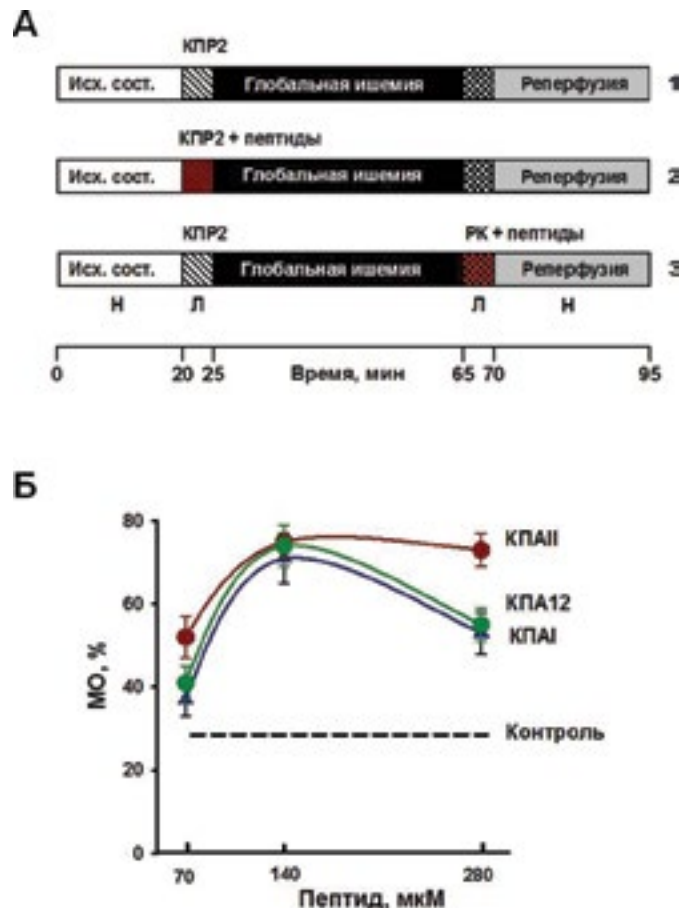 А
КПР2
Исх. сост. Глобальная ишемия Реперфузия 1
КПР2 + пептиды
Исх. сост. Глобальная ишемия Реперфузия 2
КПР2 РК + пептиды
Исх. сост. Глобальная ишемия Реперфузия 3
Н Л Л Н
0 20 25 Время, мин 65 70 95
Б
80
60
40
20
0
МО, %
КПАII
КПА12
КПАI
Контроль
70 140 280
Пептид, мкМ